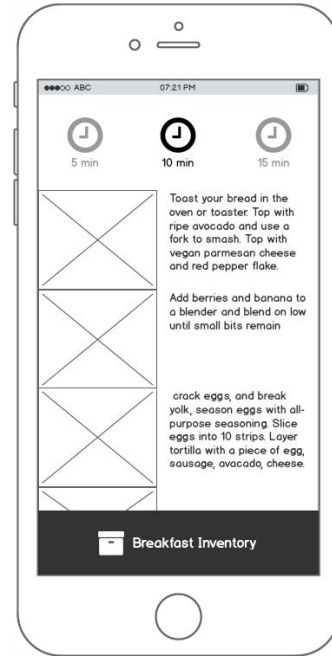 ABC 07:21 PM
5 min 10 min 15 min
Toast your bread in the
oven or toaster. Top with
ripe avocado and use a
fork to smash. Top with
vegan parmesan cheese
and red pepper flake.
Add berries and banana to
a blender and blend on low
until small bits remain
crack eggs, and break
yolk, season eggs with all-
purpose seasoning. Slice
eggs into 10 strips. Layer
tortilla with a piece of egg,
sausage, avacado, cheese.
Breakfast Inventory